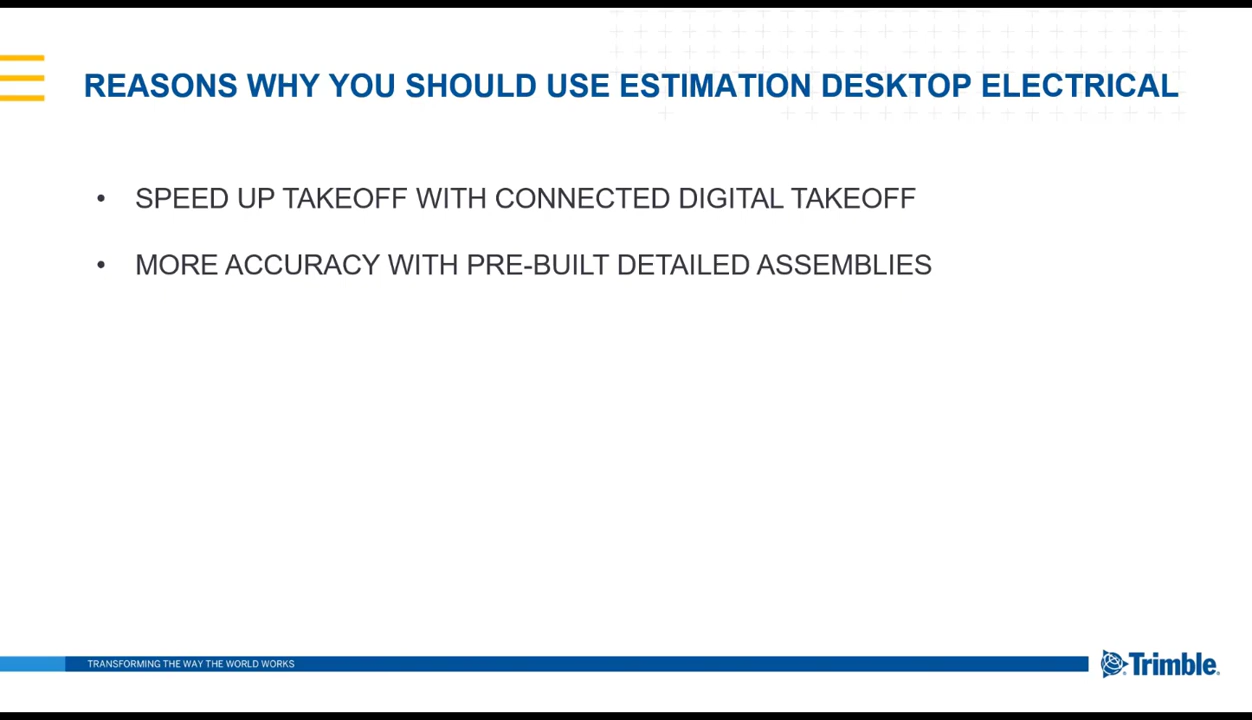 REASONS WHY YOU SHOULD USE ESTIMATION DESKTOP ELECTRICAL
• SPEED UP TAKEOFF WITH CONNECTED DIGITAL TAKEOFF
• MORE ACCURACY WITH PRE-BUILT DETAILED ASSEMBLIES
TRANSFORMING THE WAY THE WORLD WORKS
Trimble